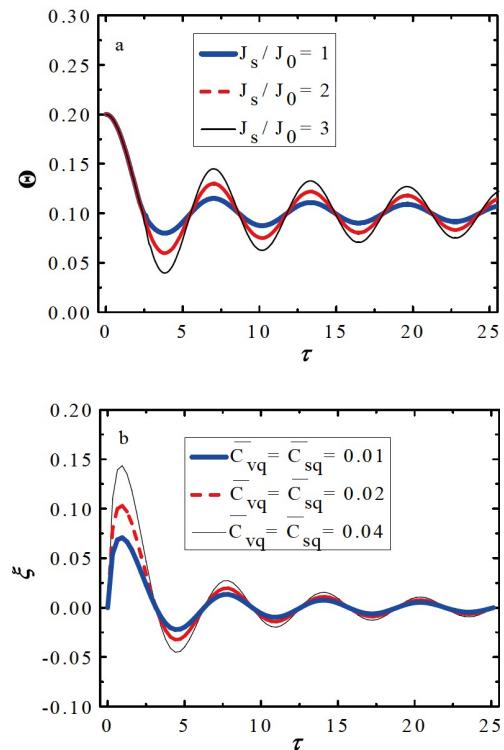 0.30
a
0.25
J_s / J_0 = 1
0.20
J_s / J_0 = 2
J_s / J_0 = 3
Θ
0.15
0.10
0.05
0.00
0 5 10 15 20 25
τ
0.20
b
0.15
C̅_vq = C̅_sq = 0.01
0.10
C̅_vq = C̅_sq = 0.02
C̅_vq = C̅_sq = 0.04
ξ
0.05
0.00
-0.05
-0.10
0 5 10 15 20 25
τ